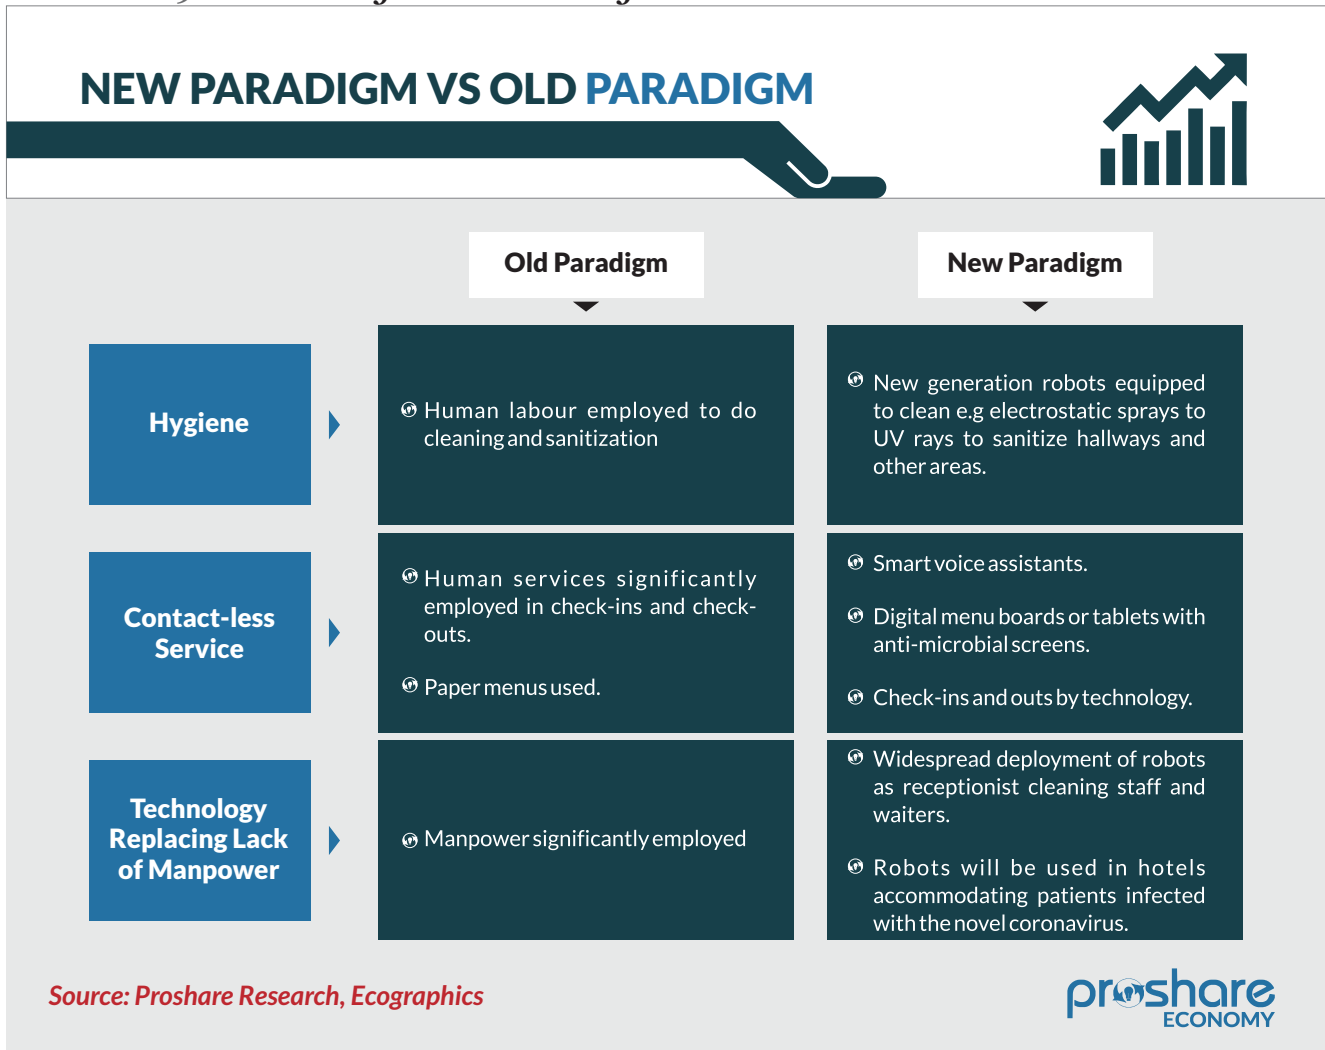 NEW PARADIGM VS OLD PARADIGM
Old Paradigm
New Paradigm
Hygiene
Human labour employed to do
cleaning and sanitization
New generation robots equipped
to clean e.g electrostatic sprays to
UV rays to sanitize hallways and
other areas.
Contact-less
Service
Human services significantly
employed in check-ins and check-
outs.
Paper menus used.
Smart voice assistants.
Digital menu boards or tablets with
anti-microbial screens.
Check-ins and outs by technology.
Technology
Replacing Lack
of Manpower
Manpower significantly employed
Widespread deployment of robots
as receptionist cleaning staff and
waiters.
Robots will be used in hotels
accommodating patients infected
with the novel coronavirus.
Source: Proshare Research, Ecographics
proshare
ECONOMY